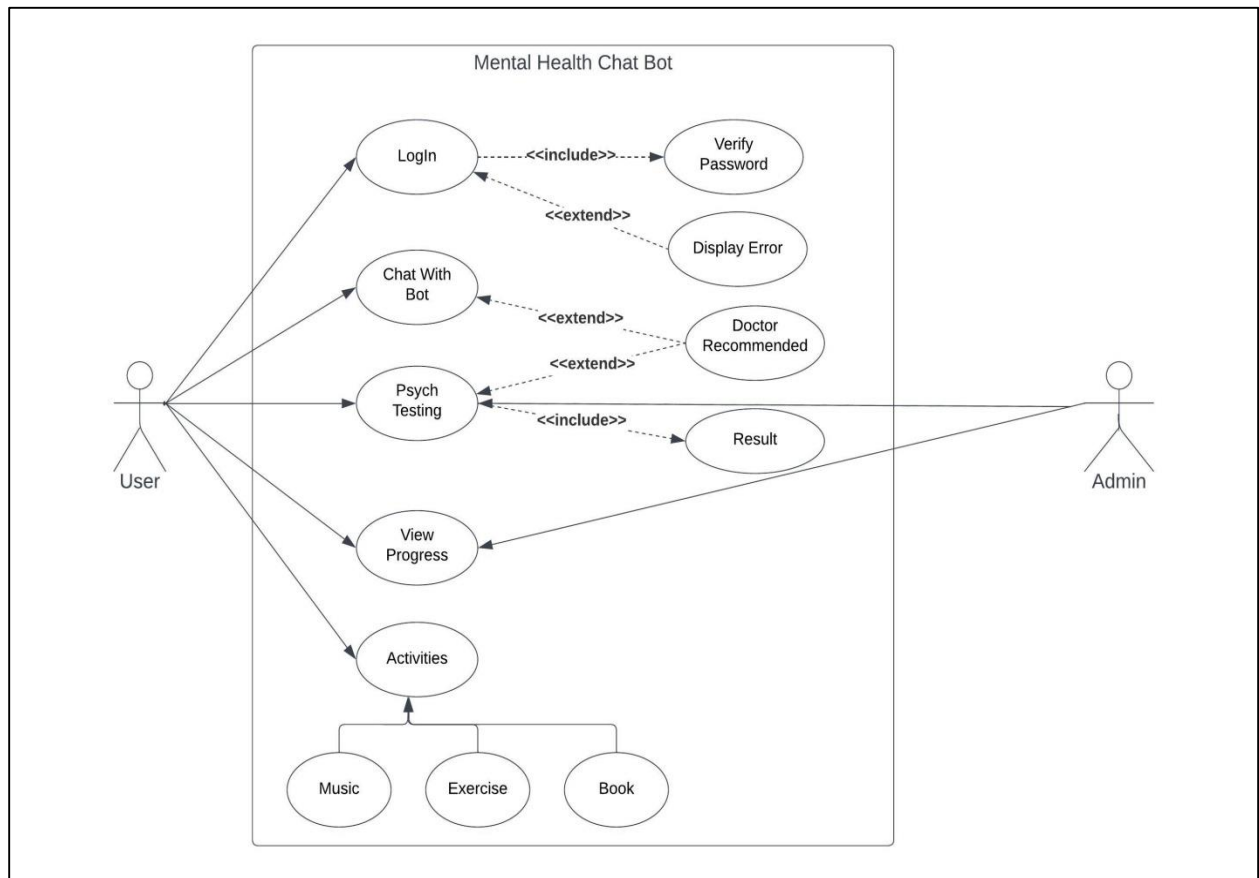 Mental Health Chat Bot
LogIn
<<include>>
Verify
Password
<<extend>>
Display Error
Chat With
Bot
<<extend>>
Doctor
Recommended
<<extend>>
Psych
Testing
<<include>>
Result
User
Admin
View
Progress
Activities
Music
Exercise
Book